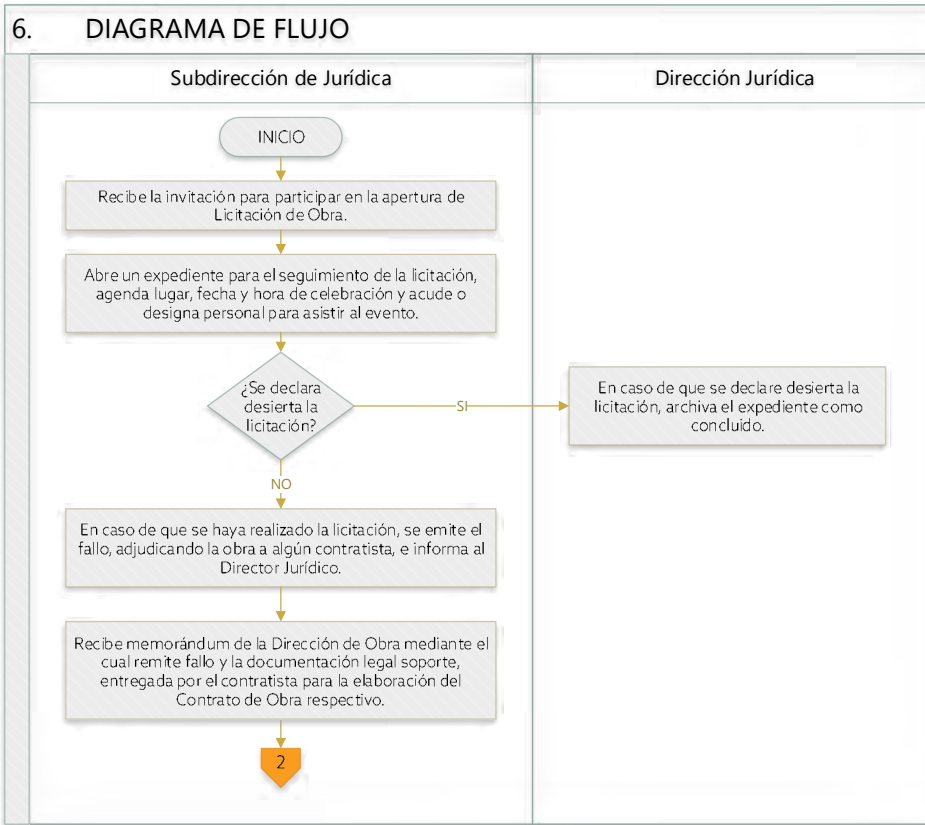 6. DIAGRAMA DE FLUJO
Subdirección de Jurídica
Dirección Jurídica
INICIO
Recibe la invitación para participar en la apertura de
Licitación de Obra.
Abre un expediente para el seguimiento de la licitación,
agenda lugar, fecha y hora de celebración y acude o
designa personal para asistir al evento.
¿Se declara
desierta la
licitación?
SI
En caso de que se declare desierta la
licitación, archiva el expediente como
concluido.
NO
En caso de que se haya realizado la licitación, se emite el
fallo, adjudicando la obra a algún contratista, e informa al
Director Jurídico.
Recibe memorándum de la Dirección de Obra mediante el
cual remite fallo y la documentación legal soporte,
entregada por el contratista para la elaboración del
Contrato de Obra respectivo.
2